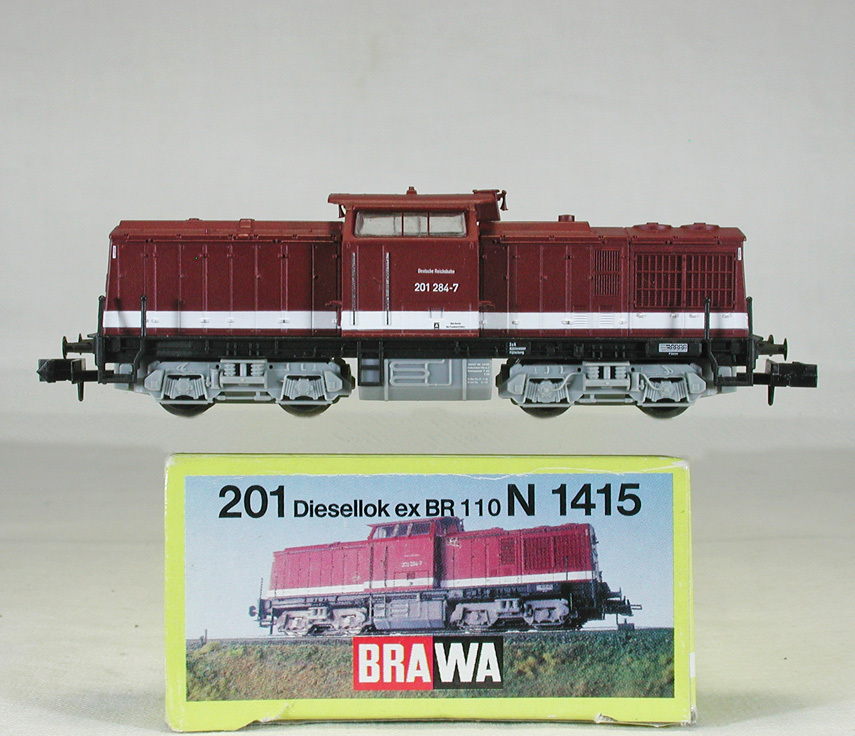 Deutsche Reichsbahn
201 284-7
201 Diesellok ex BR 110 N 1415
201 284-7
BRAWA